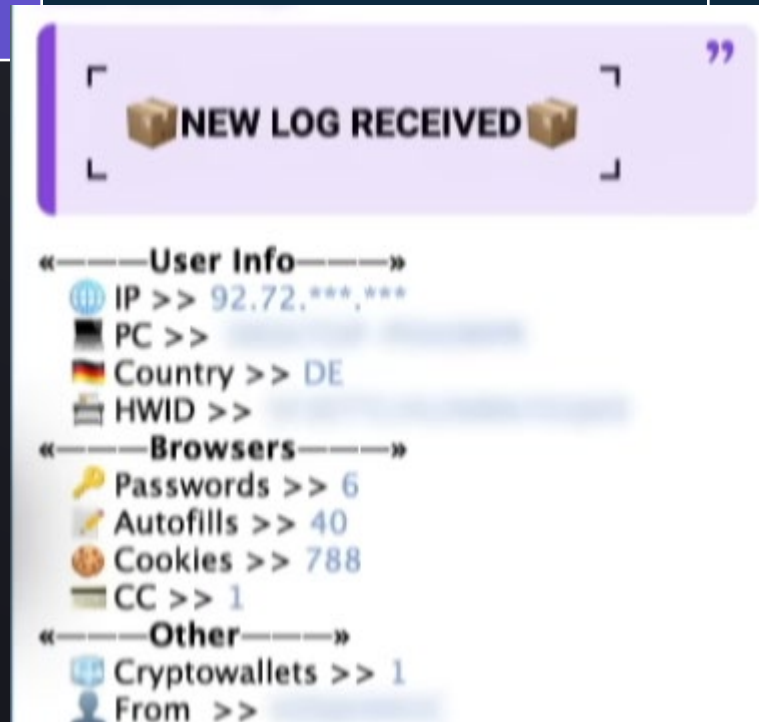 ”
📦NEW LOG RECEIVED📦
«———User Info———»
🌐 IP >> 92.72.***.***
💻 PC >>
🇩🇪 Country >> DE
📇 HWID >>
«———Browsers———»
🔑 Passwords >> 6
📝 Autofills >> 40
🍪 Cookies >> 788
💳 CC >> 1
«———Other———»
🧊 Cryptowallets >> 1
👤 From >>